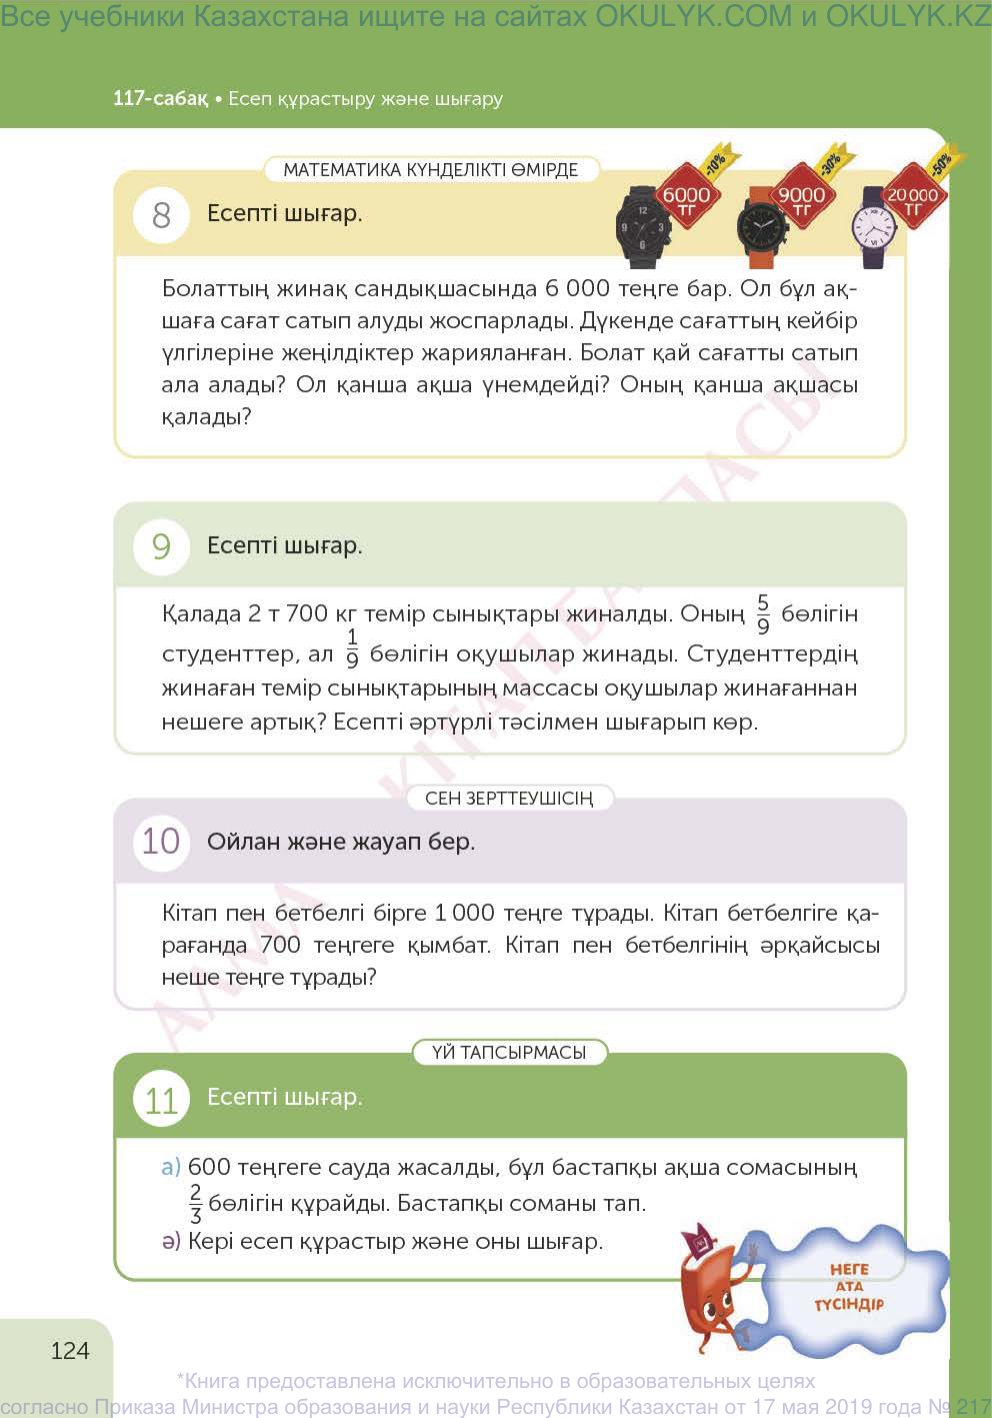 Все учебники Казахстана ищите на сайтах OKULYK.COM и OKULYK.KZ
117-сабақ • Есеп құрастыру және шығару
МАТЕМАТИКА КҮНДЕЛІКТІ ӨМІРДЕ
-10%
-30%
-50%
6000 ТГ
9000 ТГ
20 000 ТГ
8 Есепті шығар.
Болаттың жинақ сандықшасында 6 000 теңге бар. Ол бұл ақ-
шаға сағат сатып алуды жоспарлады. Дүкенде сағаттың кейбір
үлгілеріне жеңілдіктер жарияланған. Болат қай сағатты сатып
ала алады? Ол қанша ақша үнемдейді? Оның қанша ақшасы
қалады?
9 Есепті шығар.
Қалада 2 т 700 кг темір сынықтары жиналды. Оның 5/9 бөлігін
студенттер, ал 1/9 бөлігін оқушылар жинады. Студенттердің
жинаған темір сынықтарының массасы оқушылар жинағаннан
нешеге артық? Есепті әртүрлі тәсілмен шығарып көр.
СЕН ЗЕРТТЕУШІСІҢ
10 Ойлан және жауап бер.
Кітап пен бетбелгі бірге 1 000 теңге тұрады. Кітап бетбелгіге қа-
рағанда 700 теңгеге қымбат. Кітап пен бетбелгінің әрқайсысы
неше теңге тұрады?
ҮЙ ТАПСЫРМАСЫ
11 Есепті шығар.
а) 600 теңгеге сауда жасалды, бұл бастапқы ақша сомасының
2/3 бөлігін құрайды. Бастапқы соманы тап.
ә) Кері есеп құрастыр және оны шығар.
НЕГЕ
АТА
ТҮСІНДІР
124
АЛМАТЫКІТАП БАСПАСЫ
*Книга предоставлена исключительно в образовательных целях
согласно Приказа Министра образования и науки Республики Казахстан от 17 мая 2019 года № 217